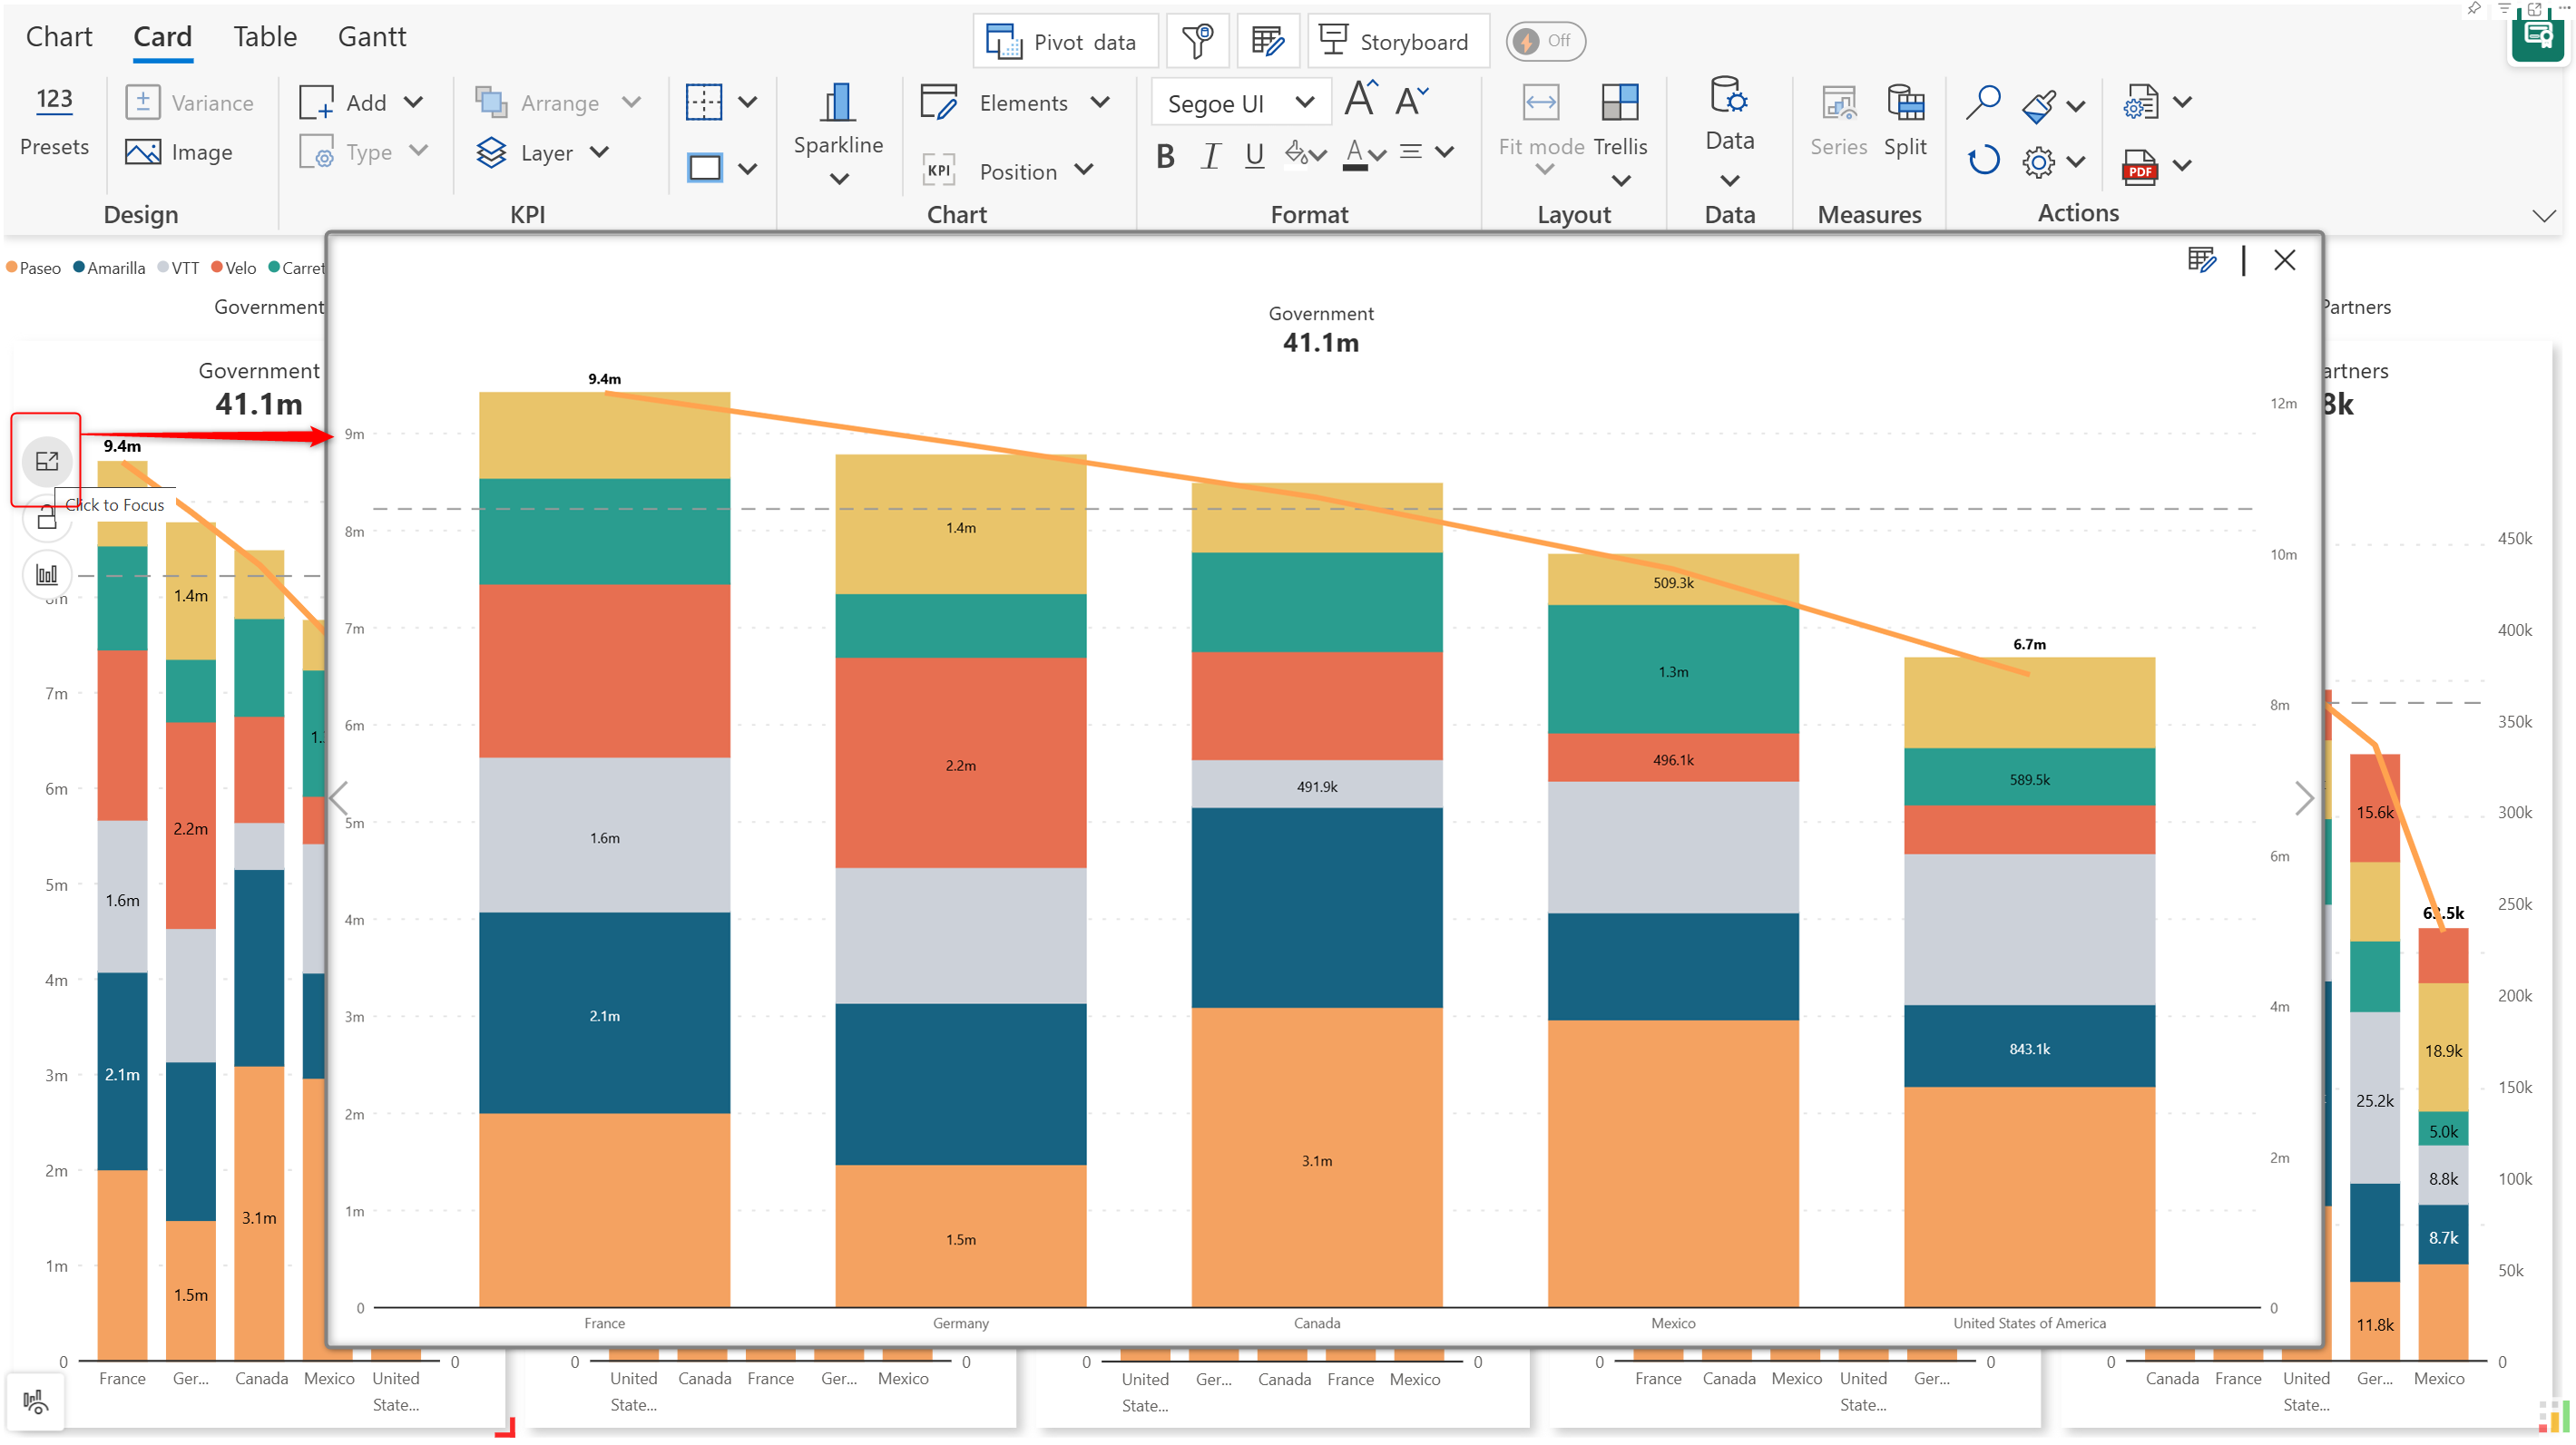 Chart Card Table Gantt
Pivot data Storyboard Off
123 Presets
Variance
Image
Design
Add
Type
Arrange
Layer
KPI
Sparkline
Elements
KPI Position
Chart
Segoe UI A A
B I U A
Format
Fit mode Trellis
Layout
Data
Data
Series Split
Measures
PDF
Actions
Paseo Amarilla VTT Velo Carret
Government
Government
41.1m
9.4m
Click to Focus
7m
6m
5m
4m
3m
2m
1m
0
1.6m
2.1m
1.4m
2.2m
1.5m
3.1m
France Ger... Canada Mexico United State...
0
Government
41.1m
9m
8m
7m
6m
5m
4m
3m
2m
1m
0
9.4m
1.6m
2.1m
1.4m
2.2m
1.5m
491.9k
3.1m
509.3k
1.3m
496.1k
6.7m
589.5k
843.1k
12m
10m
8m
6m
4m
2m
0
France Germany Canada Mexico United States of America
0 0
United State... Canada France Ger... Mexico
0 0
United State... Ger... Canada France Mexico
0 0
France Canada Mexico United State... Ger...
Partners
artners
8k
15.6k
25.2k
11.8k
18.9k
5.0k
8.8k
8.7k
450k
400k
350k
300k
250k
200k
150k
100k
50k
0
0
Canada France United State... Ger... Mexico